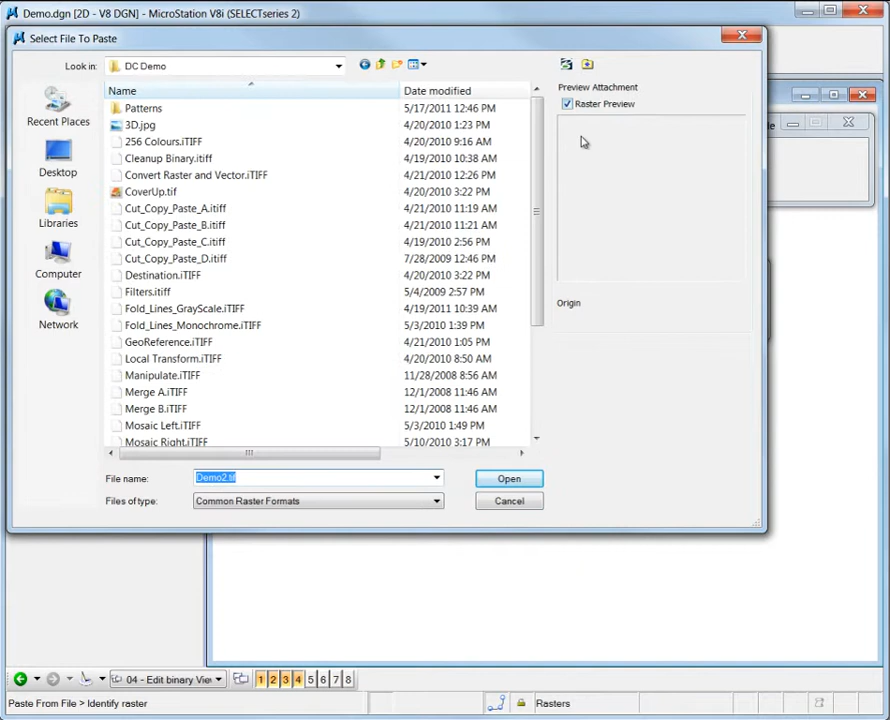 Demo.dgn [2D - V8 DGN] - MicroStation V8i (SELECTseries 2)
Select File To Paste
Look in:
DC Demo
Recent Places
Desktop
Libraries
Computer
Network
Name
Date modified
Patterns 5/17/2011 12:46 PM
3D.jpg 4/20/2010 1:23 PM
256 Colours.iTIFF 4/20/2010 9:16 AM
Cleanup Binary.itiff 4/19/2010 10:38 AM
Convert Raster and Vector.iTIFF 4/21/2010 12:26 PM
CoverUp.tif 4/20/2010 3:22 PM
Cut_Copy_Paste_A.itiff 4/21/2010 11:19 AM
Cut_Copy_Paste_B.itiff 4/21/2010 11:21 AM
Cut_Copy_Paste_C.itiff 4/19/2010 2:56 PM
Cut_Copy_Paste_D.itiff 7/28/2009 12:46 PM
Destination.iTIFF 4/20/2010 3:22 PM
Filters.itiff 5/4/2009 2:57 PM
Fold_Lines_GrayScale.iTIFF 4/19/2011 10:39 AM
Fold_Lines_Monochrome.iTIFF 5/3/2010 1:39 PM
GeoReference.iTIFF 4/21/2010 1:05 PM
Local Transform.iTIFF 4/20/2010 8:50 AM
Manipulate.iTIFF 11/28/2008 8:56 AM
Merge A.iTIFF 12/1/2008 11:46 AM
Merge B.iTIFF 12/1/2008 11:46 AM
Mosaic Left.iTIFF 5/3/2010 1:49 PM
Mosaic Right.iTIFF 5/10/2010 3:17 PM
Preview Attachment
Raster Preview
Origin
File name:
Demo2.tif
Open
Files of type:
Common Raster Formats
Cancel
04 - Edit binary Viev
1 2 3 4 5 6 7 8
Paste From File > Identify raster
Rasters